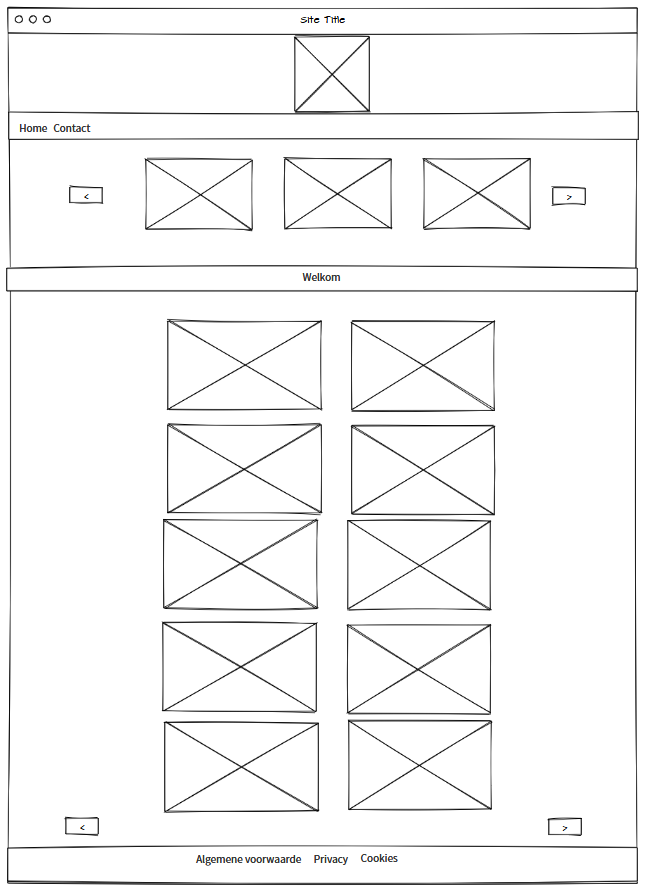 Site Title
Home Contact
< >
Welkom
< >
Algemene voorwaarde Privacy Cookies